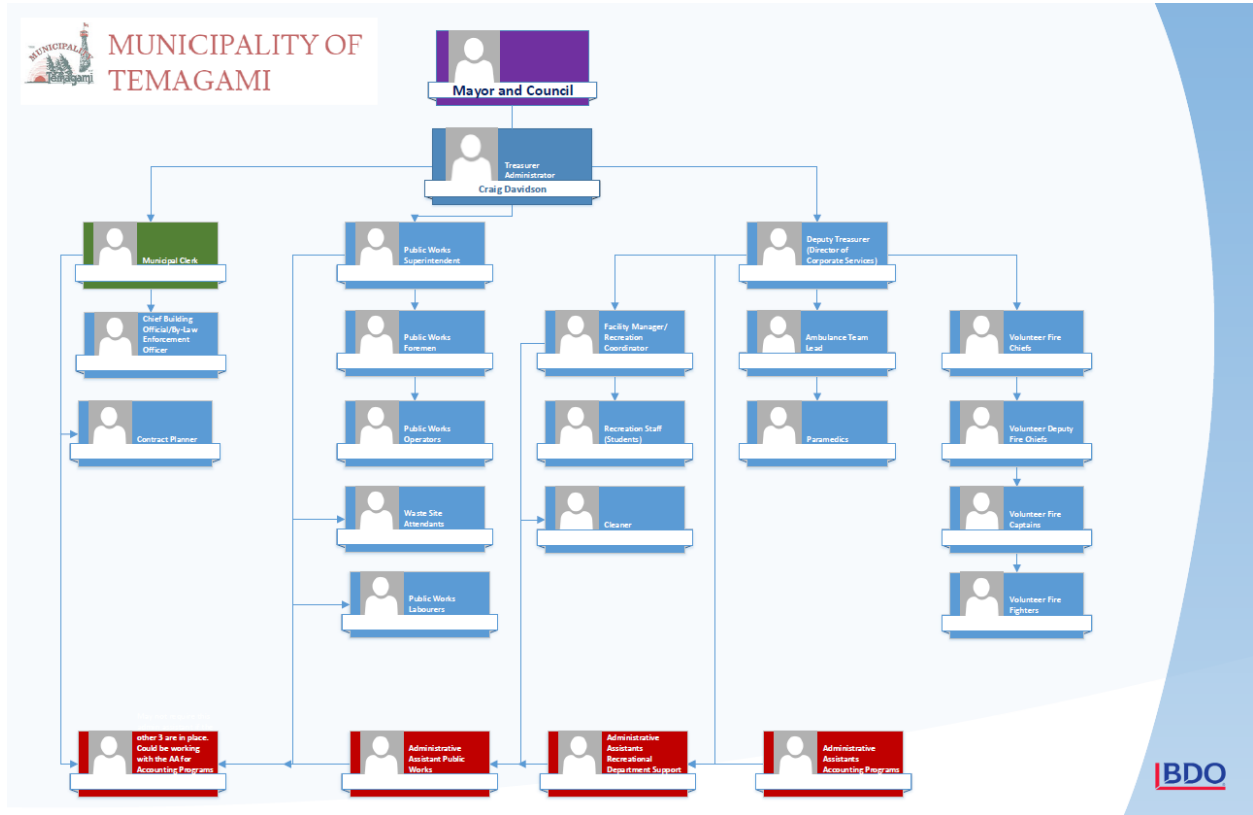 MUNICIPALITY
Temagami
MUNICIPALITY OF
TEMAGAMI
Mayor and Council
Treasurer
Administrator
Craig Davidson
Municipal Clerk
Public Works
Superintendent
Deputy Treasurer
(Director of
Corporate Services)
Chief Building
Official/By-Law
Enforcement
Officer
Public Works
Foremen
Facility Manager/
Recreation
Coordinator
Ambulance Team
Lead
Volunteer Fire
Chiefs
Contract Planner
Public Works
Operators
Recreation Staff
(Students)
Paramedics
Volunteer Deputy
Fire Chiefs
Waste Site
Attendants
Cleaner
Volunteer Fire
Captains
Public Works
Labourers
Volunteer Fire
Fighters
other 3 are in place.
Could be working
with the AA for
Accounting Programs
Administrative
Assistant Public
Works
Administrative
Assistants
Recreational
Department Support
Administrative
Assistants
Accounting Programs
BDO